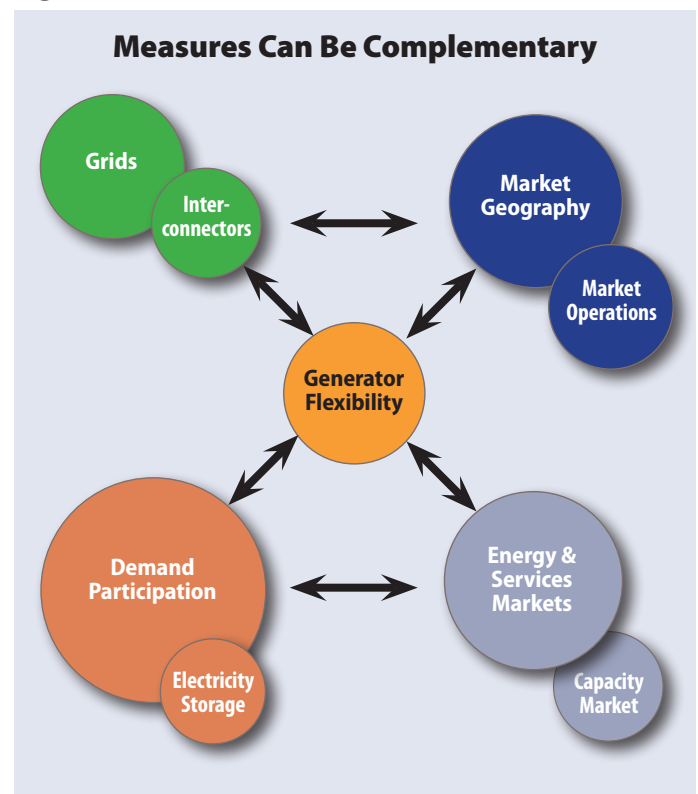 Measures Can Be Complementary
Grids
Inter-
connectors
Market
Geography
Market
Operations
Generator
Flexibility
Demand
Participation
Electricity
Storage
Energy &
Services
Markets
Capacity
Market